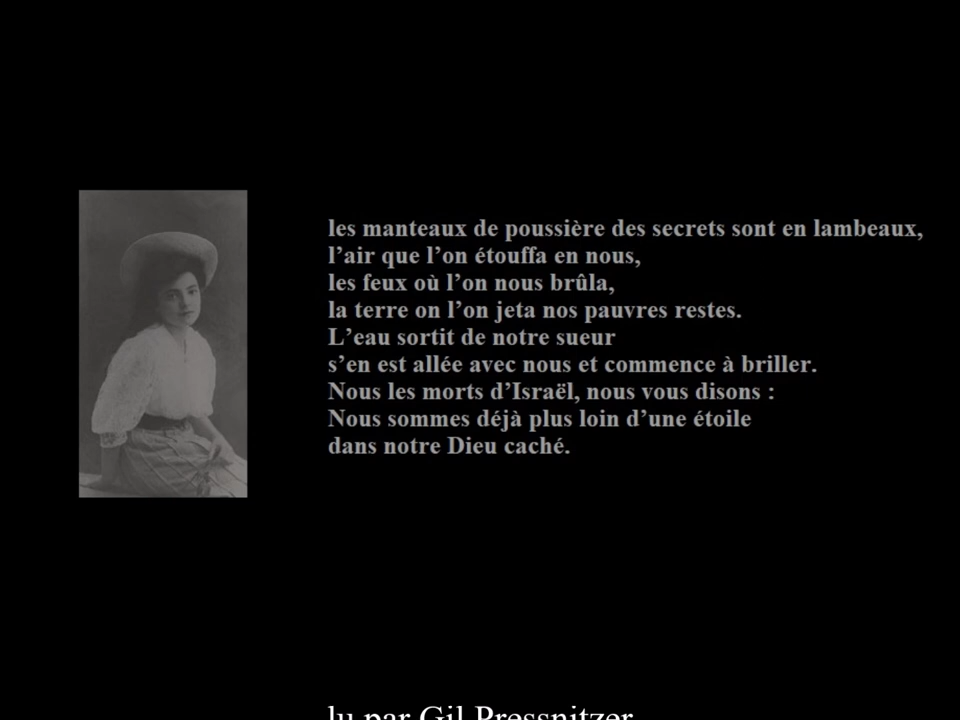 les manteaux de poussière des secrets sont en lambeaux,
l’air que l’on étouffa en nous,
les feux où l’on nous brûla,
la terre on l’on jeta nos pauvres restes.
L’eau sortit de notre sueur
s’en est allée avec nous et commence à briller.
Nous les morts d’Israël, nous vous disons :
Nous sommes déjà plus loin d’une étoile
dans notre Dieu caché.
lu par Gil Pressnitzer